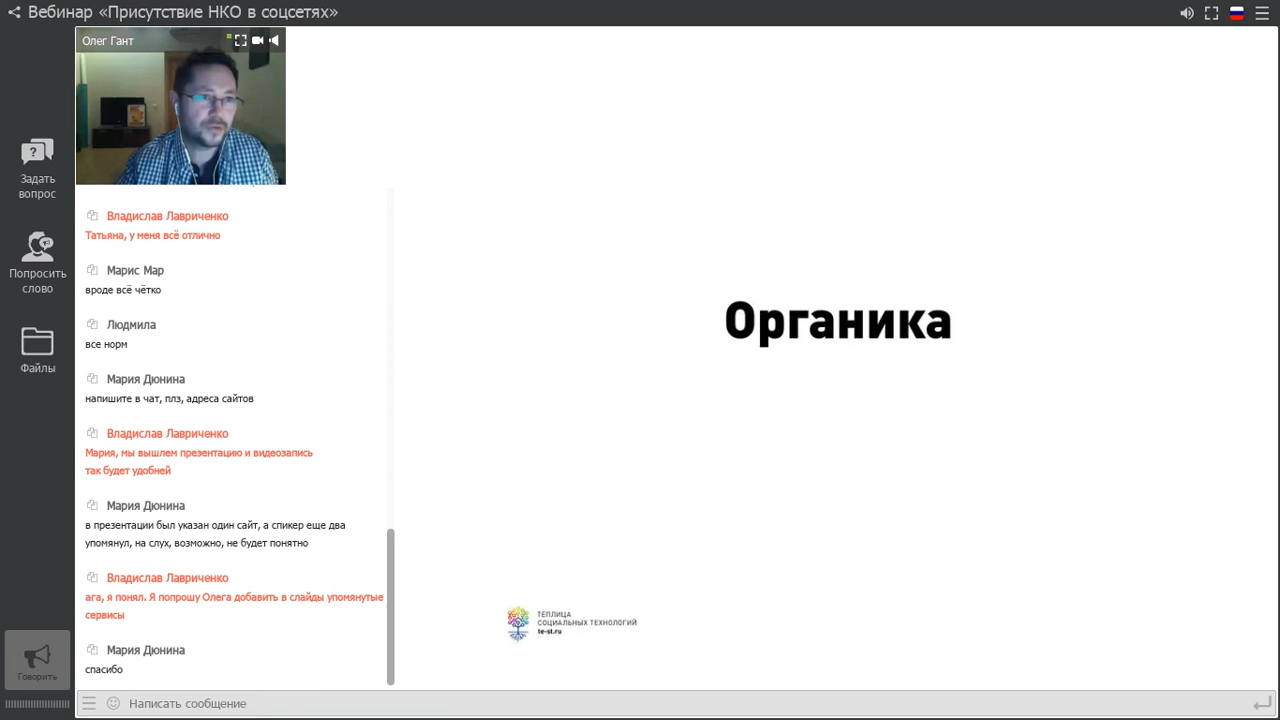 Вебинар «Присутствие НКО в соцсетях»
Олег Гант
Задать
вопрос
Попросить
слово
Файлы
Говорить
Владислав Лавриченко
Татьяна, у меня всё отлично
Марис Мар
вроде всё чётко
Людмила
все норм
Мария Дюнина
напишите в чат, плз, адреса сайтов
Владислав Лавриченко
Мария, мы вышлем презентацию и видеозапись
так будет удобней
Мария Дюнина
в презентации был указан один сайт, а спикер еще два
упомянул, на слух, возможно, не будет понятно
Владислав Лавриченко
ага, я понял. Я попрошу Олега добавить в слайды упомянутые
сервисы
Мария Дюнина
спасибо
Написать сообщение
Органика
ТЕПЛИЦА
СОЦИАЛЬНЫХ ТЕХНОЛОГИЙ
te-st.ru